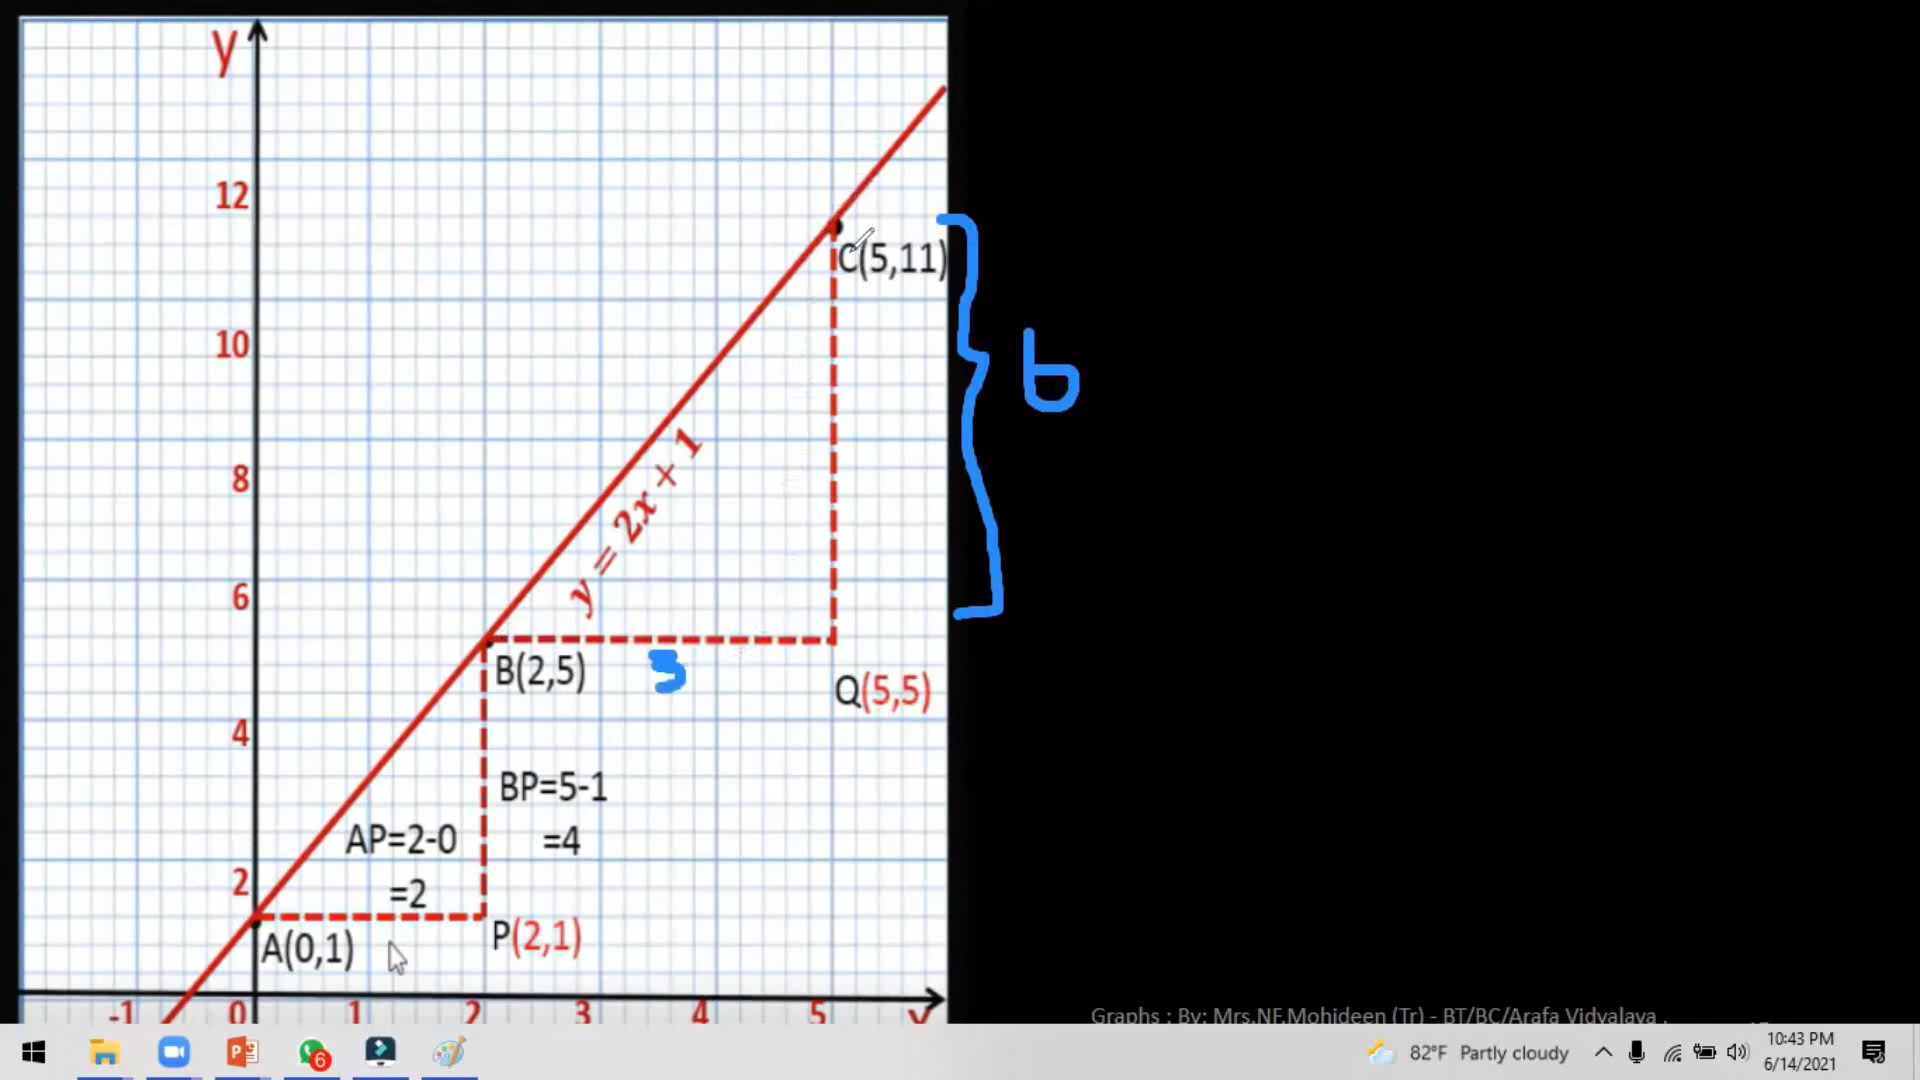 y
12
C(5,11)
10
6
8
y = 2x + 1
6
B(2,5)
3
Q(5,5)
4
BP=5-1
=4
AP=2-0
=2
2
P(2,1)
A(0,1)
-1 0 1 2 3 4 5
Graphs : By: Mrs.NF.Mohideen (Tr) - BT/BC/Arafa Vidyalaya .
6
82°F Partly cloudy
10:43 PM
6/14/2021